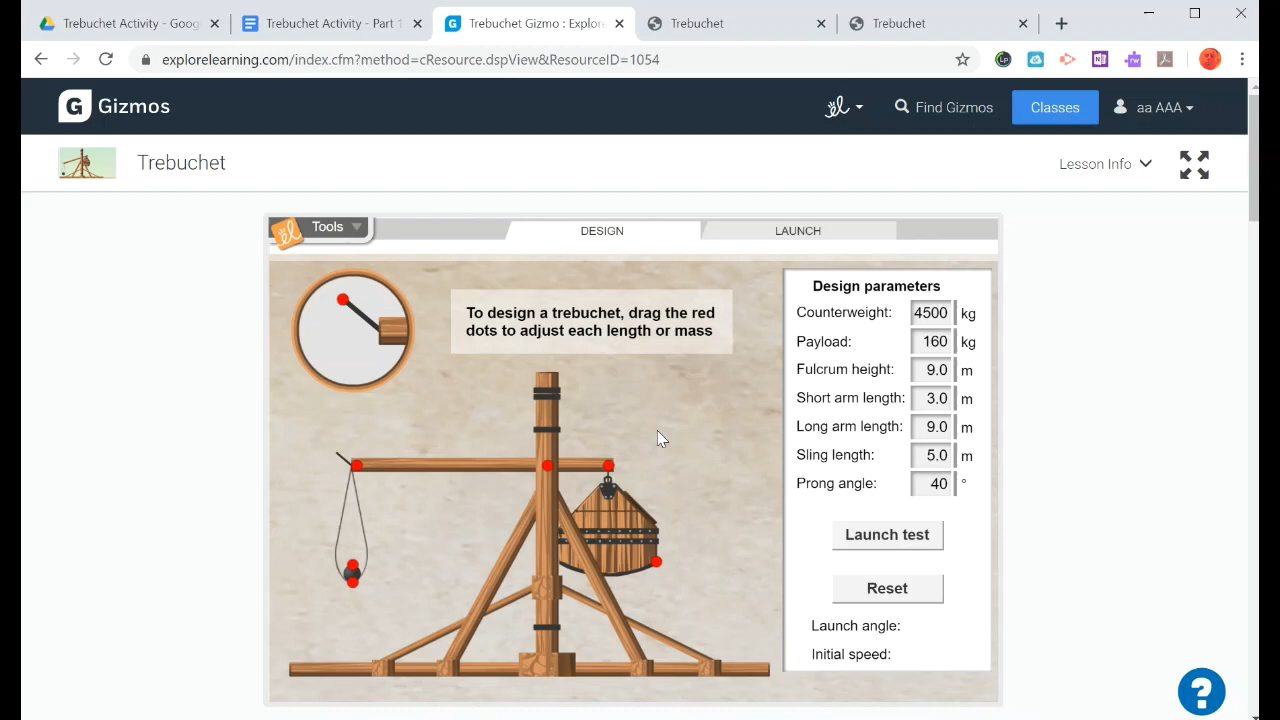 Trebuchet Activity - Goog
Trebuchet Activity - Part 1
Trebuchet Gizmo : Explor
Trebuchet
Trebuchet
explorelearning.com/index.cfm?method=cResource.dspView&ResourceID=1054
G Gizmos
Find Gizmos
Classes
aa AAA
Trebuchet
Lesson Info
Tools
DESIGN
LAUNCH
To design a trebuchet, drag the red
dots to adjust each length or mass
Design parameters
Counterweight: 4500 kg
Payload: 160 kg
Fulcrum height: 9.0 m
Short arm length: 3.0 m
Long arm length: 9.0 m
Sling length: 5.0 m
Prong angle: 40 °
Launch test
Reset
Launch angle:
Initial speed:
?